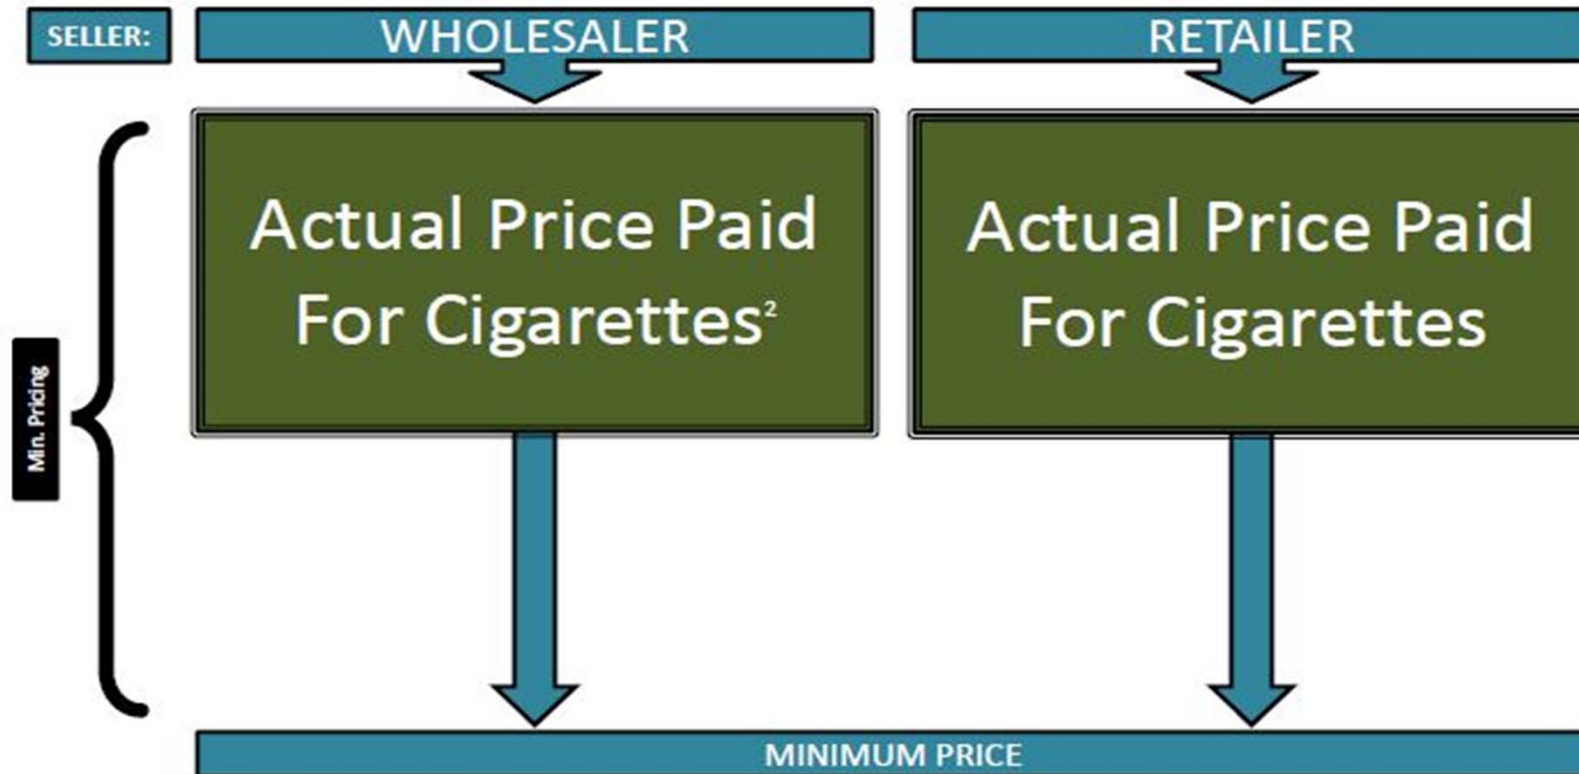 SELLER:
WHOLESALER
RETAILER
Actual Price Paid
For Cigarettes²
Actual Price Paid
For Cigarettes
Min. Pricing
MINIMUM PRICE